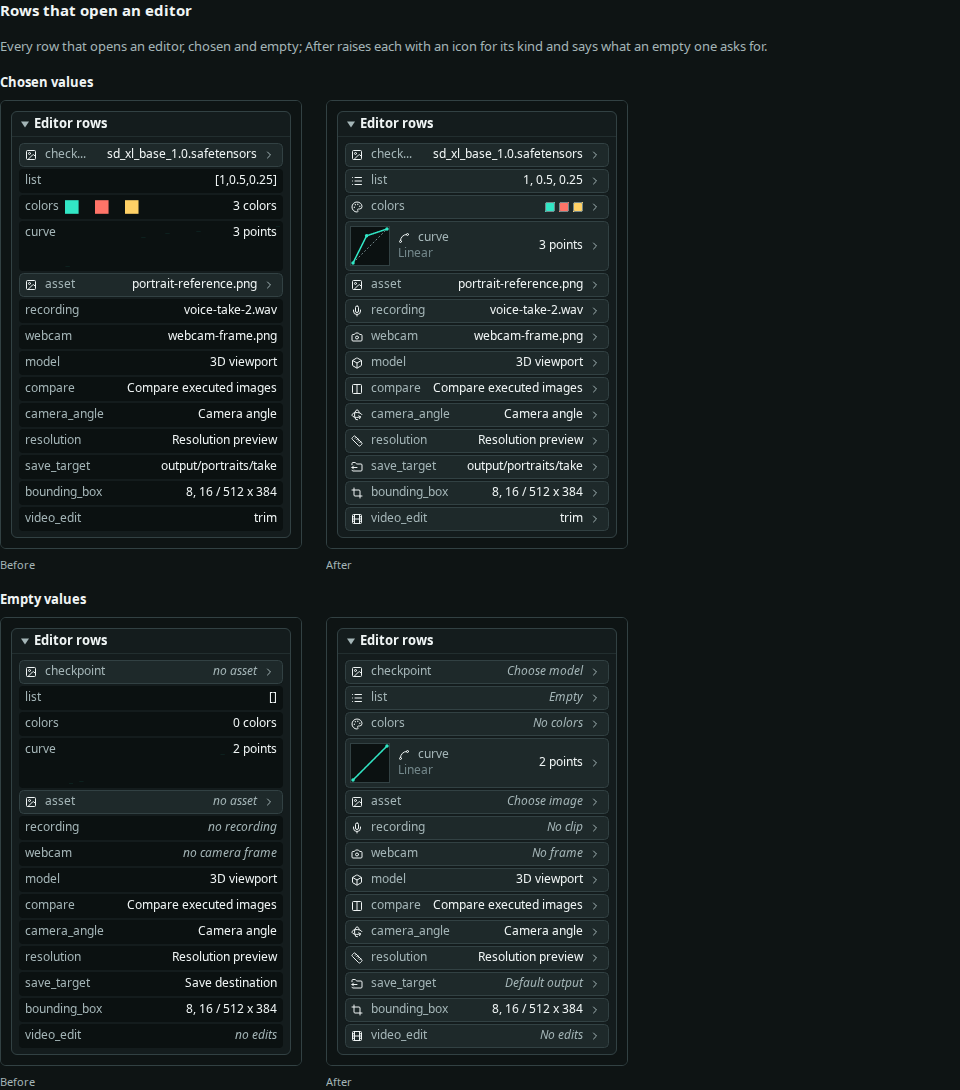 Rows that open an editor
Every row that opens an editor, chosen and empty; After raises each with an icon for its kind and says what an empty one asks for.
Chosen values
Editor rows
check... sd_xl_base_1.0.safetensors
list [1,0.5,0.25]
colors 3 colors
curve 3 points
asset portrait-reference.png
recording voice-take-2.wav
webcam webcam-frame.png
model 3D viewport
compare Compare executed images
camera_angle Camera angle
resolution Resolution preview
save_target output/portraits/take
bounding_box 8, 16 / 512 x 384
video_edit trim
Before
Editor rows
check... sd_xl_base_1.0.safetensors
list 1, 0.5, 0.25
colors
curve 3 points
Linear
asset portrait-reference.png
recording voice-take-2.wav
webcam webcam-frame.png
model 3D viewport
compare Compare executed images
camera_angle Camera angle
resolution Resolution preview
save_target output/portraits/take
bounding_box 8, 16 / 512 x 384
video_edit trim
After
Empty values
Editor rows
checkpoint no asset
list []
colors 0 colors
curve 2 points
asset no asset
recording no recording
webcam no camera frame
model 3D viewport
compare Compare executed images
camera_angle Camera angle
resolution Resolution preview
save_target Save destination
bounding_box 8, 16 / 512 x 384
video_edit no edits
Before
Editor rows
checkpoint Choose model
list Empty
colors No colors
curve 2 points
Linear
asset Choose image
recording No clip
webcam No frame
model 3D viewport
compare Compare executed images
camera_angle Camera angle
resolution Resolution preview
save_target Default output
bounding_box 8, 16 / 512 x 384
video_edit No edits
After